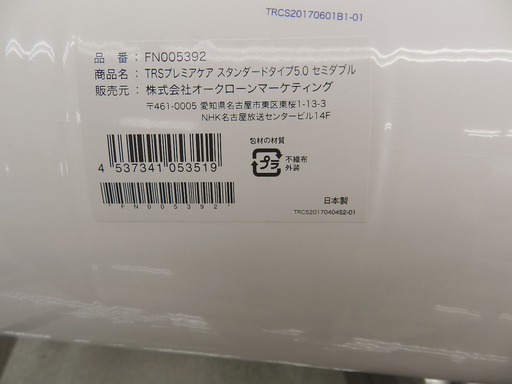 TRCS20170601B1-01
品　番：FN005392
商品名：TRSプレミアケア スタンダードタイプ5.0 セミダブル
販売元：株式会社オークローンマーケティング
〒461-0005 愛知県名古屋市東区東桜1-13-3
NHK名古屋放送センタービル14F
包材の材質
プラ
不織布
外装
4 537341 053519
*FN005392*
日本製
TRCS20170404S2-01